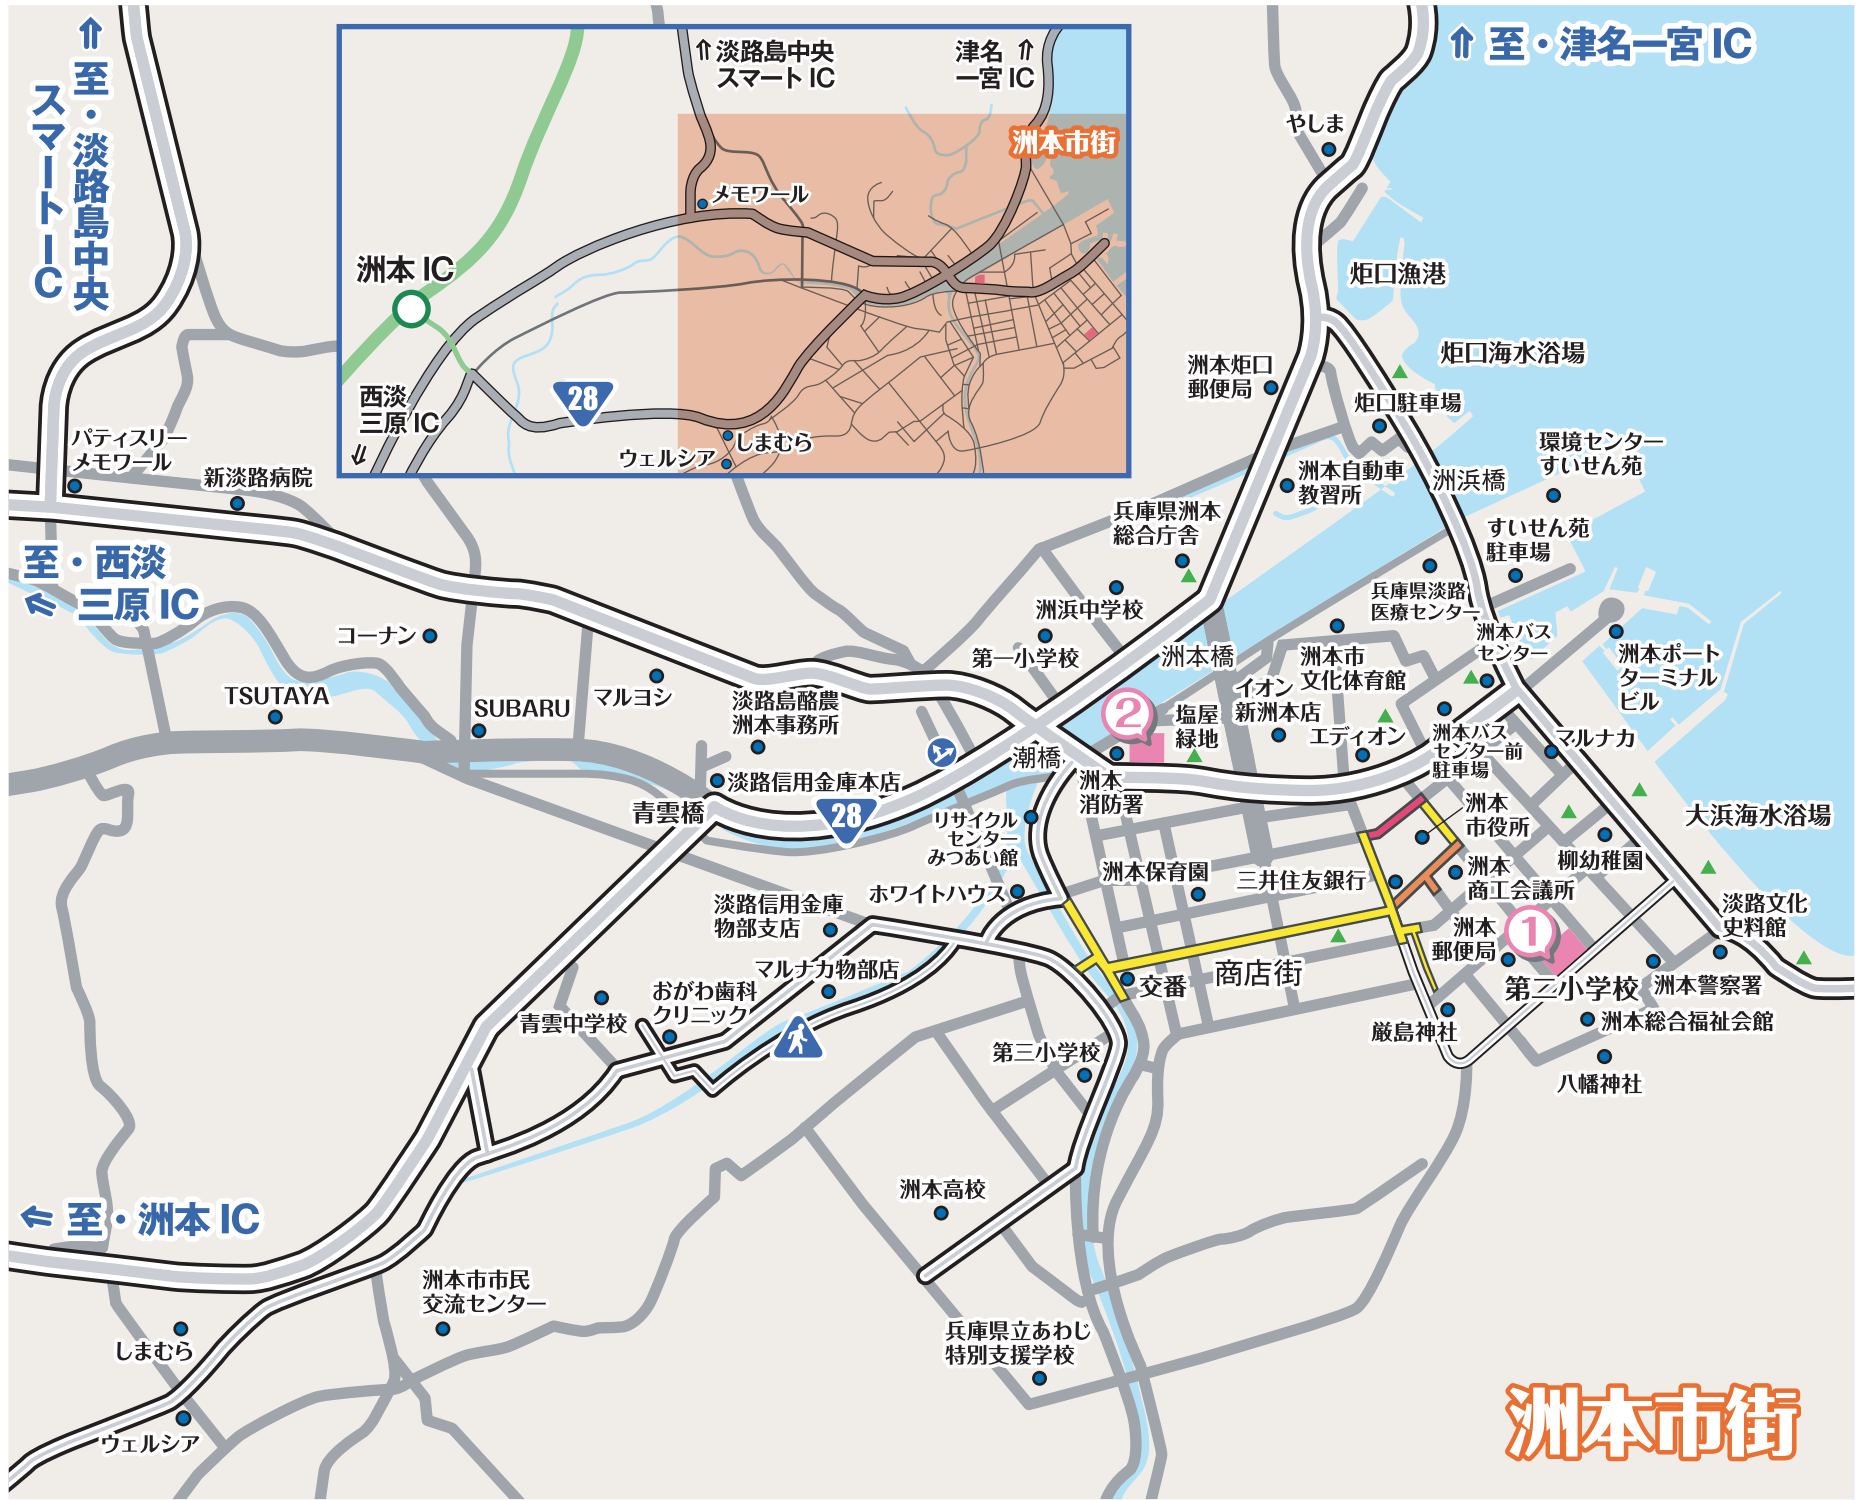 ⇧至・淡路島中央
スマートIC
⇧淡路島中央
スマートIC
津名⇧
一宮IC
洲本市街
メモワール
洲本IC
西淡
三原IC
28
しまむら
ウェルシア
⇧至・津名一宮IC
やしま
炬口漁港
炬口海水浴場
洲本炬口
郵便局
炬口駐車場
洲本自動車
教習所
洲浜橋
環境センター
すいせん苑
すいせん苑
駐車場
パティスリー
メモワール
新淡路病院
至・西淡
⇦三原IC
兵庫県洲本
総合庁舎
洲浜中学校
兵庫県淡路
医療センター
洲本バス
センター
コーナン
第一小学校
洲本橋
洲本市
文化体育館
洲本ポート
ターミナル
ビル
TSUTAYA
SUBARU
マルヨシ
淡路島酪農
洲本事務所
2
塩屋
緑地
イオン
新洲本店
エディオン
洲本バス
センター前
駐車場
マルナカ
潮橋
洲本
消防署
淡路信用金庫本店
青雲橋
28
リサイクル
センター
みつあい館
洲本
市役所
大浜海水浴場
ホワイトハウス
洲本保育園
三井住友銀行
洲本
商工会議所
柳幼稚園
淡路信用金庫
物部支店
洲本
郵便局
1
淡路文化
史料館
マルナカ物部店
交番
商店街
第二小学校
洲本警察署
おがわ歯科
クリニック
青雲中学校
厳島神社
洲本総合福祉会館
第三小学校
八幡神社
洲本高校
⇦至・洲本IC
洲本市市民
交流センター
しまむら
兵庫県立あわじ
特別支援学校
ウェルシア
洲本市街